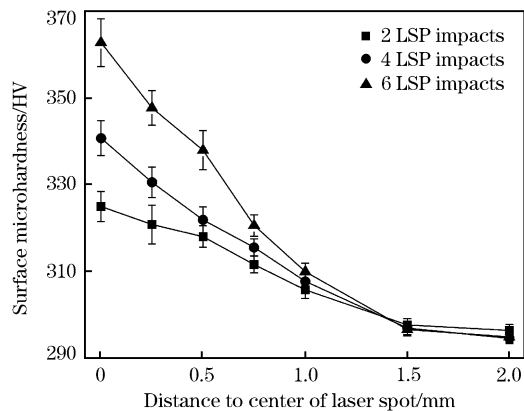 370
350
330
310
290
Surface microhardness/HV
2 LSP impacts
4 LSP impacts
6 LSP impacts
0 0.5 1.0 1.5 2.0
Distance to center of laser spot/mm